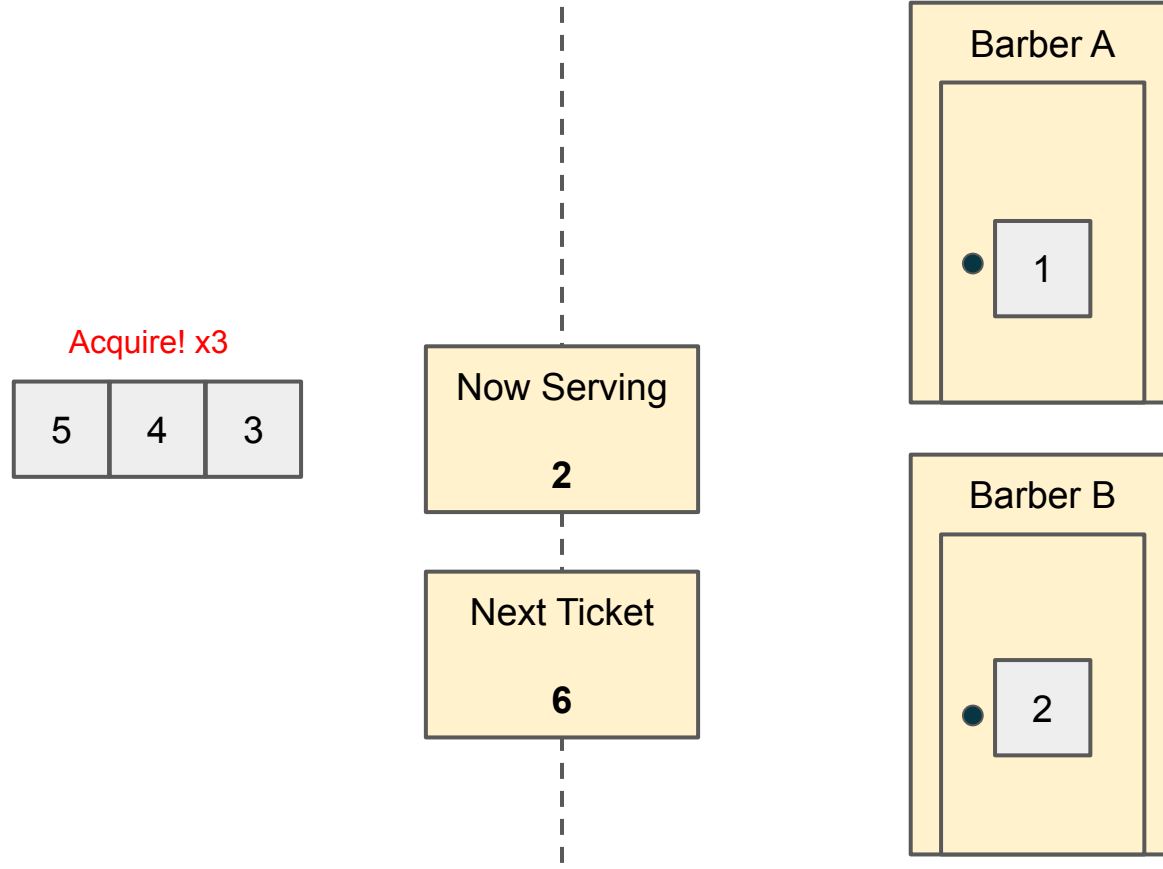 Acquire! x3
5 4 3
Now Serving
2
Next Ticket
6
Barber A
1
Barber B
2